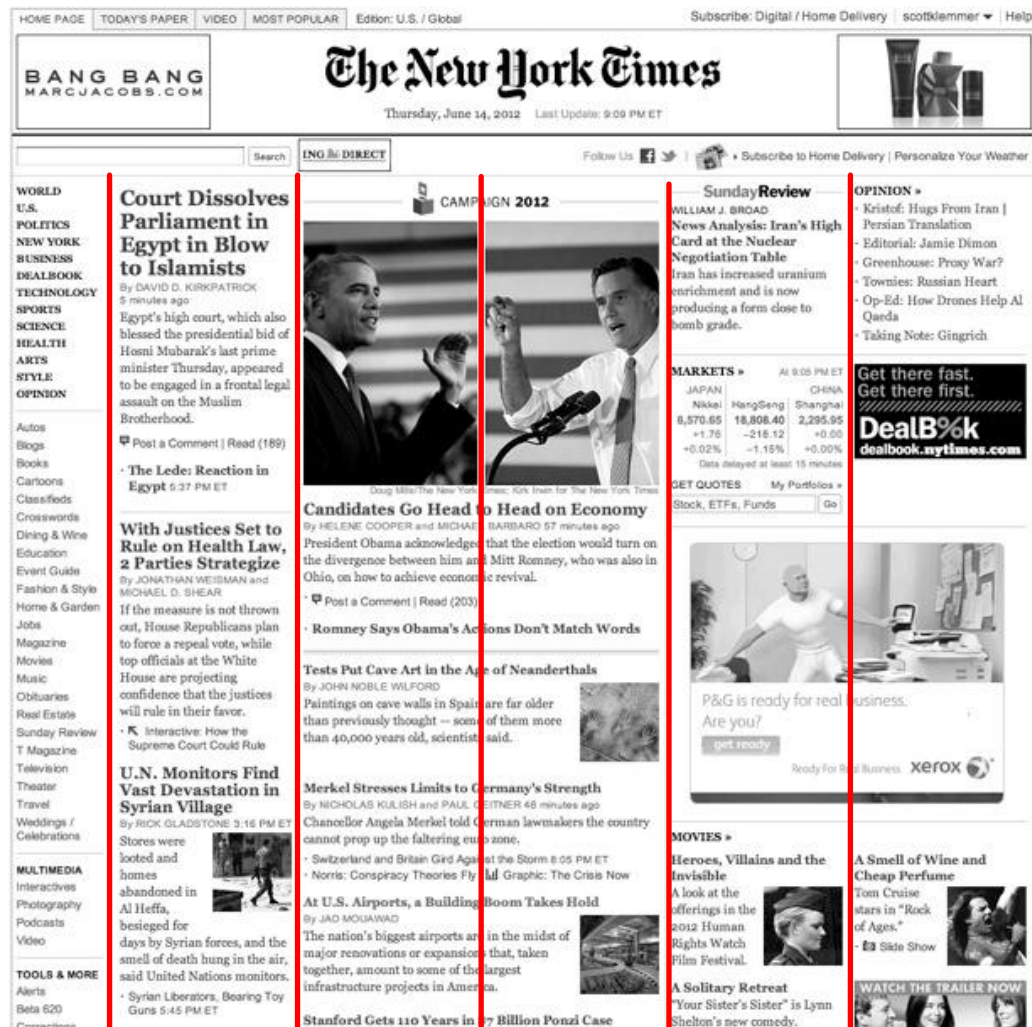 HOME PAGE TODAY'S PAPER VIDEO MOST POPULAR Edition: U.S. / Global
Subscribe: Digital / Home Delivery scottklemmer Help
BANG BANG
MARCJACOBS.COM
The New York Times
Thursday, June 14, 2012 Last Update: 9:09 PM ET
Search
ING DIRECT
Follow Us
Subscribe to Home Delivery | Personalize Your Weather
WORLD
U.S.
POLITICS
NEW YORK
BUSINESS
DEALBOOK
TECHNOLOGY
SPORTS
SCIENCE
HEALTH
ARTS
STYLE
OPINION
Autos
Blogs
Books
Cartoons
Classifieds
Crosswords
Dining & Wine
Education
Event Guide
Fashion & Style
Home & Garden
Jobs
Magazine
Movies
Music
Obituaries
Real Estate
Sunday Review
T Magazine
Television
Theater
Travel
Weddings /
Celebrations
MULTIMEDIA
Interactives
Photography
Podcasts
Video
TOOLS & MORE
Alerts
Beta 620
Court Dissolves
Parliament in
Egypt in Blow
to Islamists
By DAVID D. KIRKPATRICK
5 minutes ago
Egypt's high court, which also
blessed the presidential bid of
Hosni Mubarak's last prime
minister Thursday, appeared
to be engaged in a frontal legal
assault on the Muslim
Brotherhood.
Post a Comment | Read (189)
· The Lede: Reaction in
Egypt 5:37 PM ET
With Justices Set to
Rule on Health Law,
2 Parties Strategize
By JONATHAN WEISMAN and
MICHAEL D. SHEAR
If the measure is not thrown
out, House Republicans plan
to force a repeal vote, while
top officials at the White
House are projecting
confidence that the justices
will rule in their favor.
· Interactive: How the
Supreme Court Could Rule
U.N. Monitors Find
Vast Devastation in
Syrian Village
By RICK GLADSTONE 3:16 PM ET
Stores were
looted and
homes
abandoned in
Al Heffa,
besieged for
days by Syrian forces, and the
smell of death hung in the air,
said United Nations monitors.
· Syrian Liberators, Bearing Toy
Guns 5:45 PM ET
CAMPAIGN 2012
Doug Mills/The New York Times; Kirk Irwin for The New York Times
Candidates Go Head to Head on Economy
By HELENE COOPER and MICHAEL BARBARO 57 minutes ago
President Obama acknowledged that the election would turn on
the divergence between him and Mitt Romney, who was also in
Ohio, on how to achieve economic revival.
· Post a Comment | Read (203)
· Romney Says Obama's Actions Don't Match Words
Tests Put Cave Art in the Age of Neanderthals
By JOHN NOBLE WILFORD
Paintings on cave walls in Spain are far older
than previously thought — some of them more
than 40,000 years old, scientists said.
Merkel Stresses Limits to Germany's Strength
By NICHOLAS KULISH and PAUL GEITNER 46 minutes ago
Chancellor Angela Merkel told German lawmakers the country
cannot prop up the faltering euro zone.
· Switzerland and Britain Gird Against the Storm 8:05 PM ET
· Norris: Conspiracy Theories Fly Graphic: The Crisis Now
At U.S. Airports, a Building Boom Takes Hold
By JAD MOUAWAD
The nation's biggest airports are in the midst of
major renovations or expansions that, taken
together, amount to some of the largest
infrastructure projects in America.
Stanford Gets 110 Years in $7 Billion Ponzi Case
SundayReview
WILLIAM J. BROAD
News Analysis: Iran's High
Card at the Nuclear
Negotiation Table
Iran has increased uranium
enrichment and is now
producing a form close to
bomb grade.
MARKETS » At 9:05 PM ET
JAPAN CHINA
Nikkei HangSeng Shanghai
8,570.65 18,808.40 2,295.95
+1.76 −218.12 +0.00
+0.02% −1.15% +0.00%
Data delayed at least 15 minutes
GET QUOTES My Portfolios »
Stock, ETFs, Funds Go
OPINION »
· Kristof: Hugs From Iran |
Persian Translation
· Editorial: Jamie Dimon
· Greenhouse: Proxy War?
· Townies: Russian Heart
· Op-Ed: How Drones Help Al
Qaeda
· Taking Note: Gingrich
Get there fast.
Get there first.
DealB%k
dealbook.nytimes.com
P&G is ready for real business.
Are you?
get ready
Ready For Real Business xerox
MOVIES »
Heroes, Villains and the
Invisible
A look at the
offerings in the
2012 Human
Rights Watch
Film Festival.
A Solitary Retreat
"Your Sister's Sister" is Lynn
Shelton's new comedy.
A Smell of Wine and
Cheap Perfume
Tom Cruise
stars in "Rock
of Ages."
· Slide Show
WATCH THE TRAILER NOW